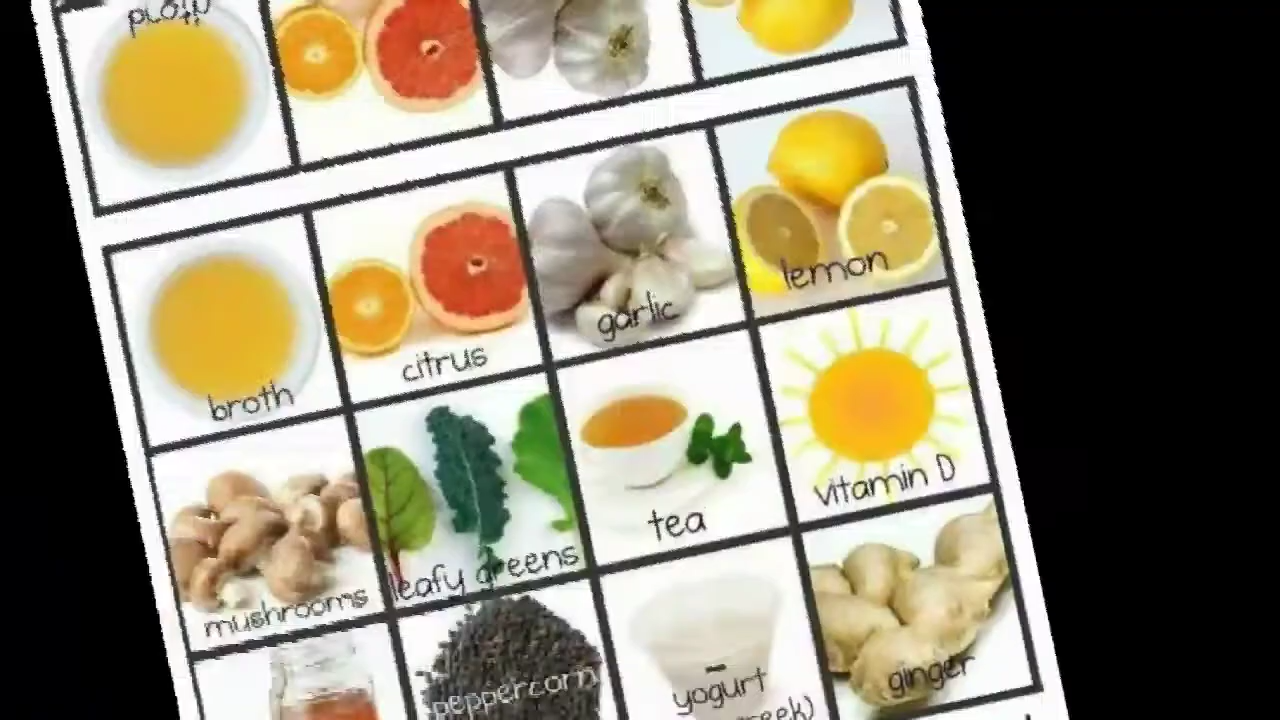 broth
citrus
garlic
lemon
mushrooms
leafy greens
tea
vitamin D
peppercorn
yogurt
ginger